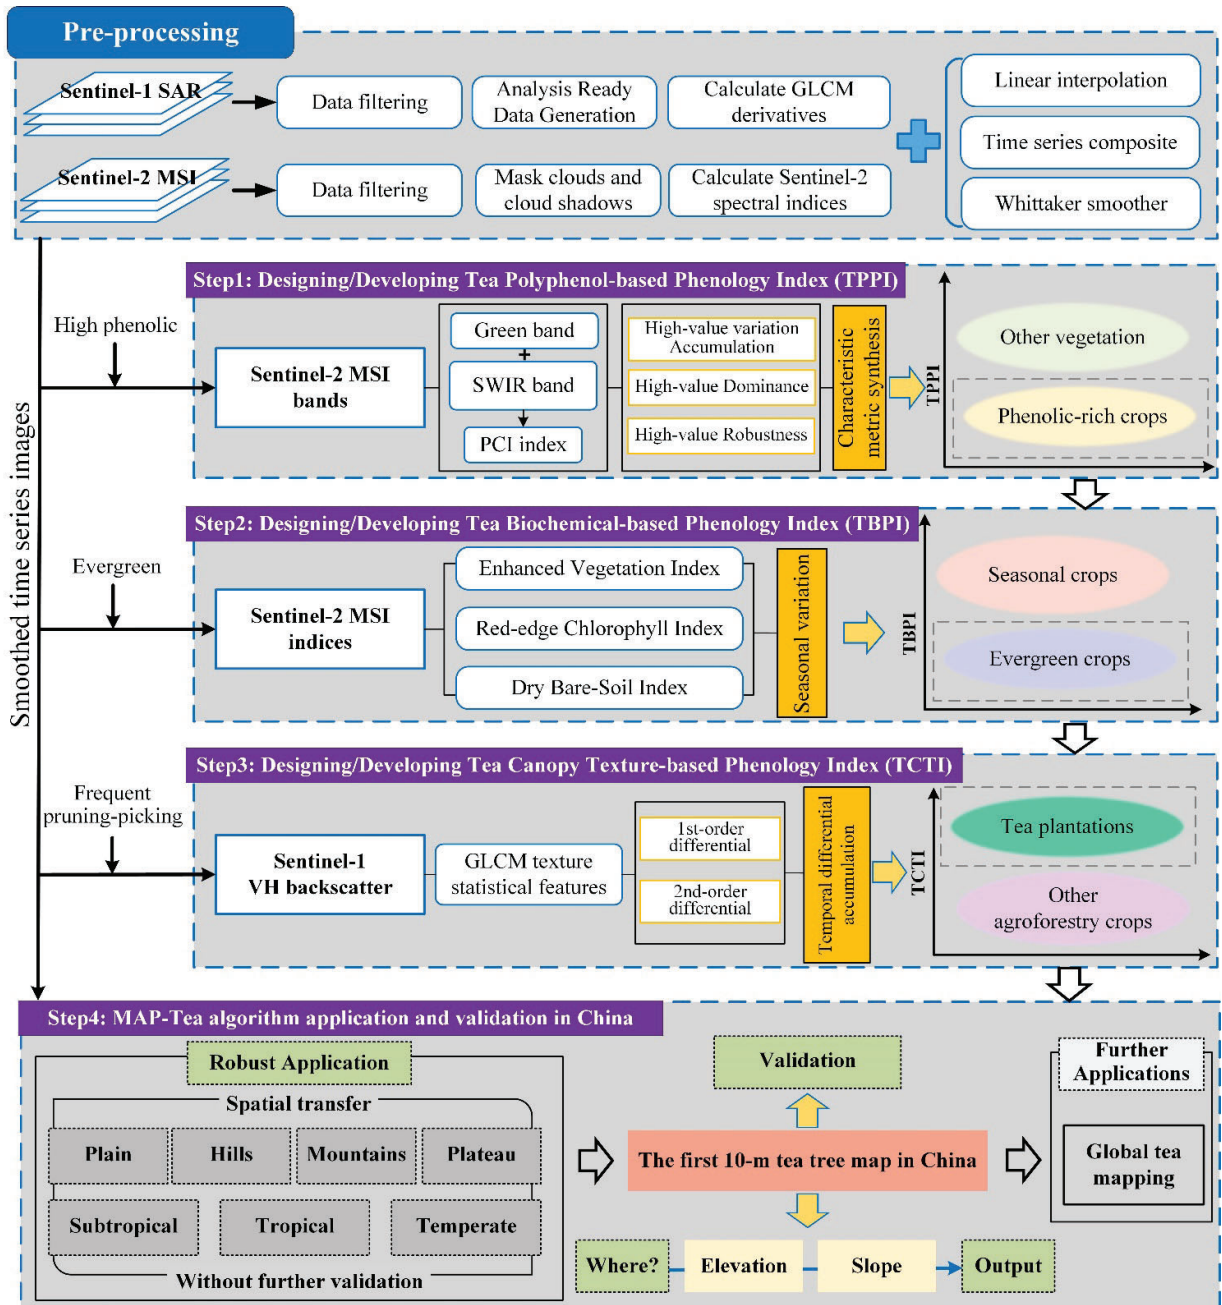 Pre-processing
Sentinel-1 SAR
Data filtering
Analysis Ready
Data Generation
Calculate GLCM
derivatives
Sentinel-2 MSI
Data filtering
Mask clouds and
cloud shadows
Calculate Sentinel-2
spectral indices
Linear interpolation
Time series composite
Whittaker smoother
Smoothed time series images
Step1: Designing/Developing Tea Polyphenol-based Phenology Index (TPPI)
High phenolic
Sentinel-2 MSI
bands
Green band
+
SWIR band
PCI index
High-value variation
Accumulation
High-value Dominance
High-value Robustness
Characteristic
metric synthesis
TPPI
Other vegetation
Phenolic-rich crops
Step2: Designing/Developing Tea Biochemical-based Phenology Index (TBPI)
Evergreen
Sentinel-2 MSI
indices
Enhanced Vegetation Index
Red-edge Chlorophyll Index
Dry Bare-Soil Index
Seasonal variation
TBPI
Seasonal crops
Evergreen crops
Step3: Designing/Developing Tea Canopy Texture-based Phenology Index (TCTI)
Frequent
pruning-picking
Sentinel-1
VH backscatter
GLCM texture
statistical features
1st-order
differential
2nd-order
differential
Temporal differential
accumulation
TCTI
Tea plantations
Other
agroforestry crops
Step4: MAP-Tea algorithm application and validation in China
Robust Application
Spatial transfer
Plain
Hills
Mountains
Plateau
Subtropical
Tropical
Temperate
Without further validation
Validation
The first 10-m tea tree map in China
Where?
Elevation
Slope
Output
Further
Applications
Global tea
mapping